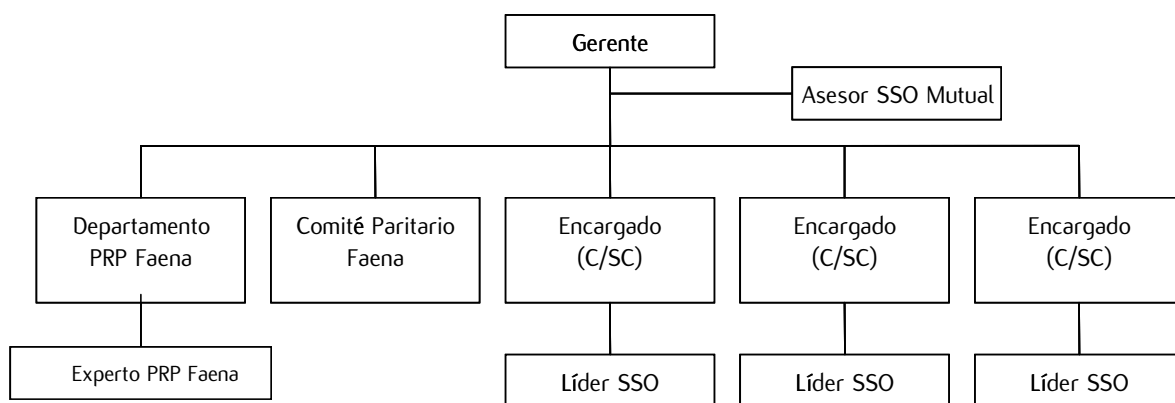 Gerente
Asesor SSO Mutual
Departamento
PRP Faena
Comité Paritario
Faena
Encargado
(C/SC)
Encargado
(C/SC)
Encargado
(C/SC)
Experto PRP Faena
Líder SSO
Líder SSO
Líder SSO